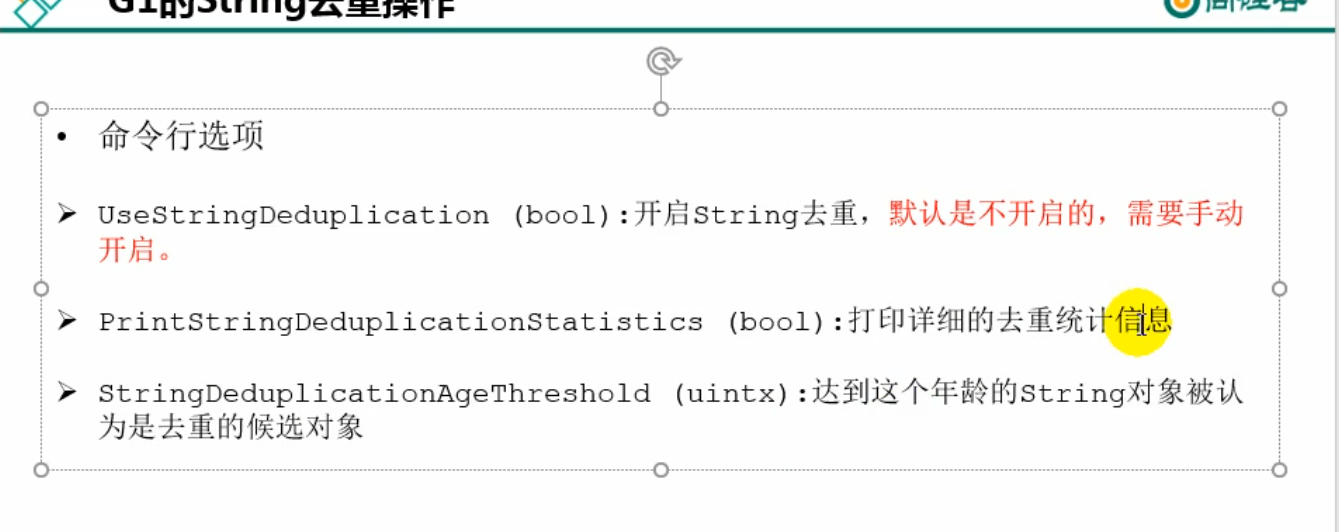 G1的String去重操作
尚硅谷
• 命令行选项
➤ UseStringDeduplication (bool):开启String去重，默认是不开启的，需要手动
开启。
➤ PrintStringDeduplicationStatistics (bool):打印详细的去重统计信息
➤ StringDeduplicationAgeThreshold (uintx):达到这个年龄的String对象被认
为是去重的候选对象